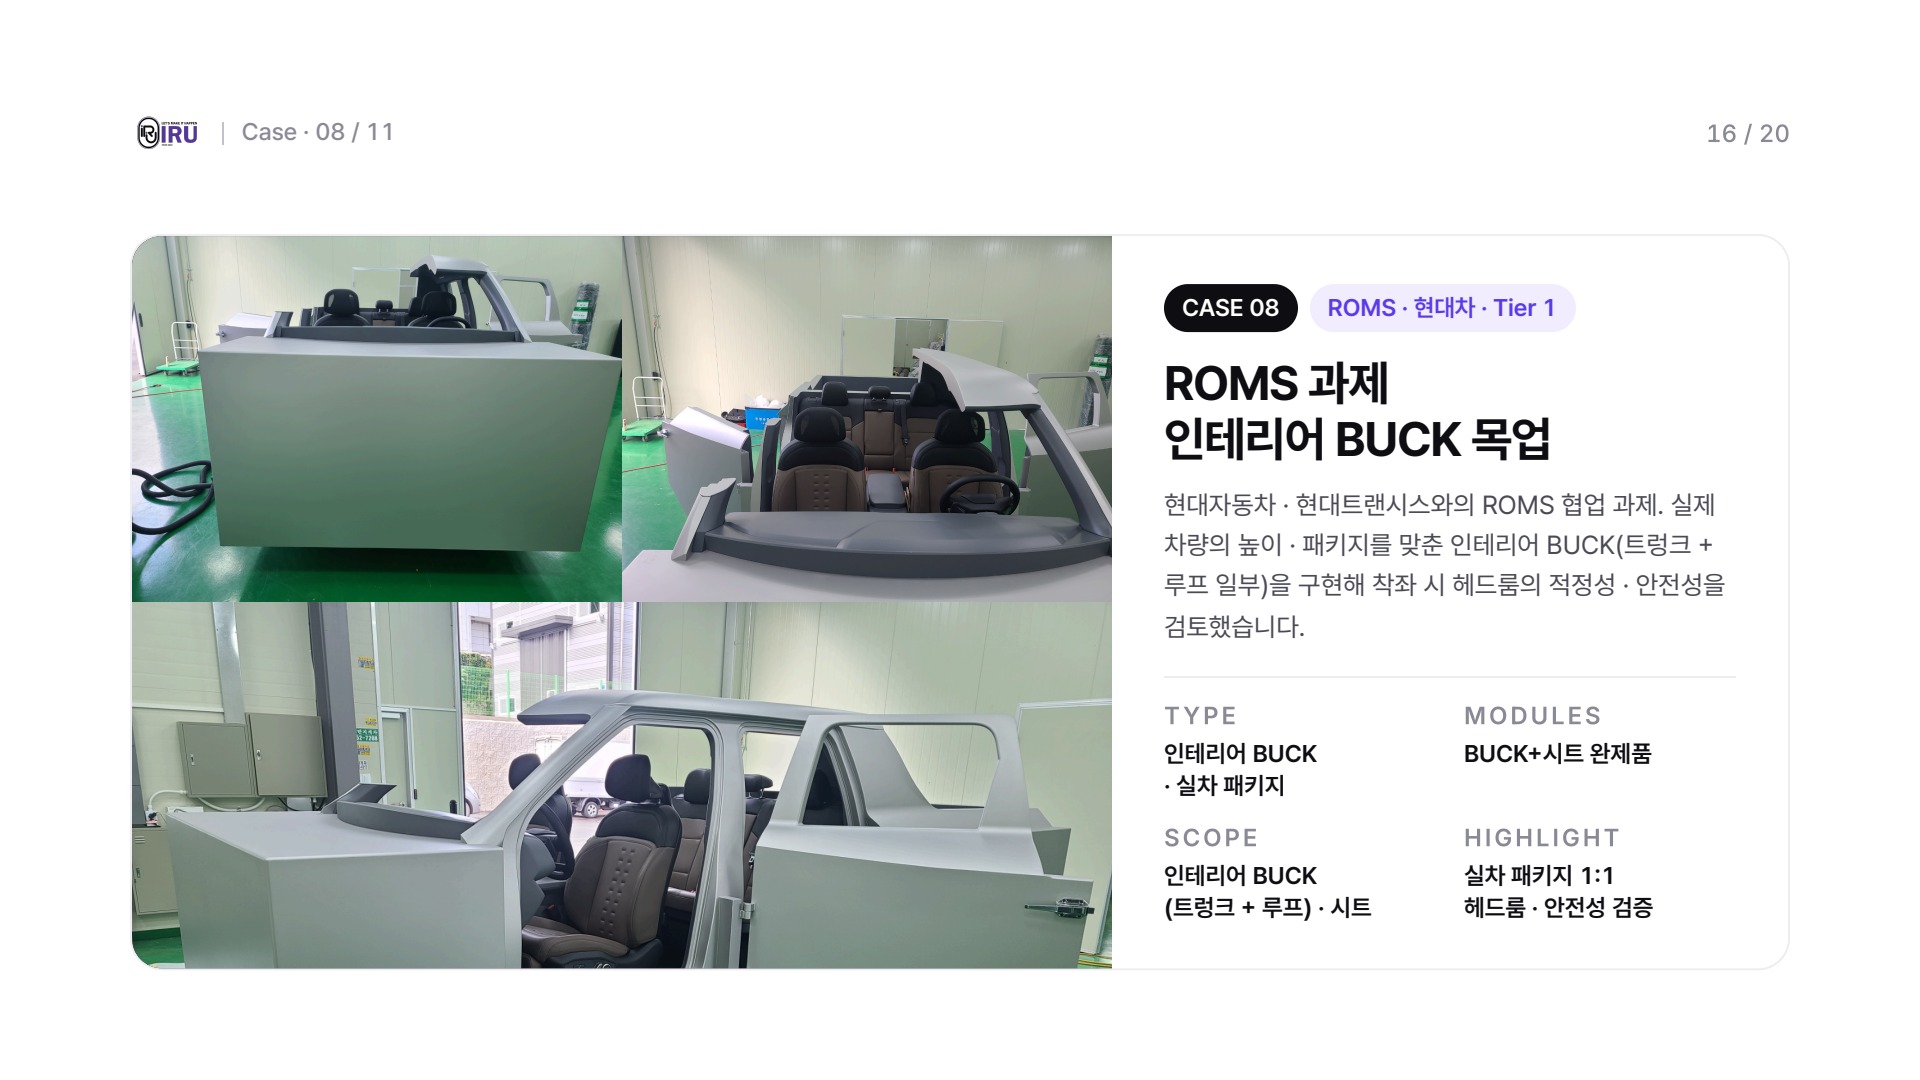 IRU
Case · 08 / 11
16 / 20
CASE 08
ROMS · 현대차 · Tier 1
ROMS 과제
인테리어 BUCK 목업
현대자동차 · 현대트랜시스와의 ROMS 협업 과제. 실제
차량의 높이 · 패키지를 맞춘 인테리어 BUCK(트렁크 +
루프 일부)을 구현해 착좌 시 헤드룸의 적정성 · 안전성을
검토했습니다.
TYPE
인테리어 BUCK
· 실차 패키지
MODULES
BUCK+시트 완제품
SCOPE
인테리어 BUCK
(트렁크 + 루프) · 시트
HIGHLIGHT
실차 패키지 1:1
헤드룸 · 안전성 검증